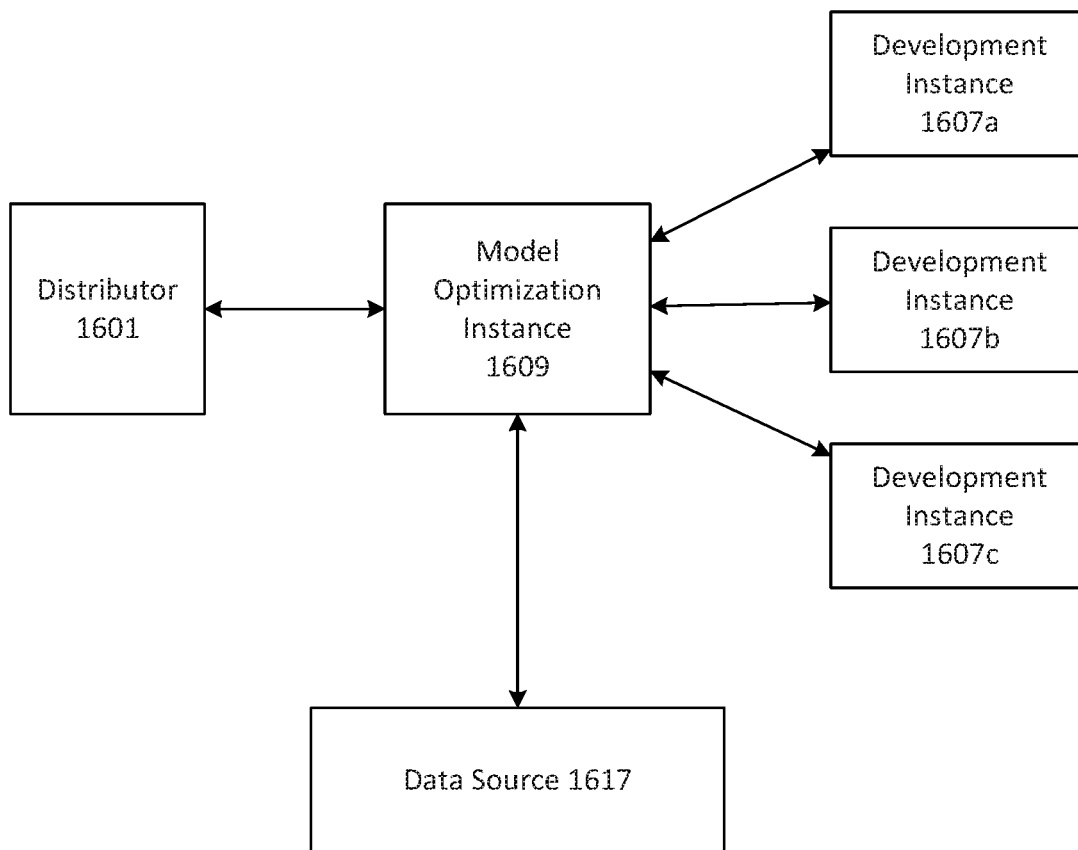 Development
Instance
1607a
Distributor
1601
Model
Optimization
Instance
1609
Development
Instance
1607b
Development
Instance
1607c
Data Source 1617